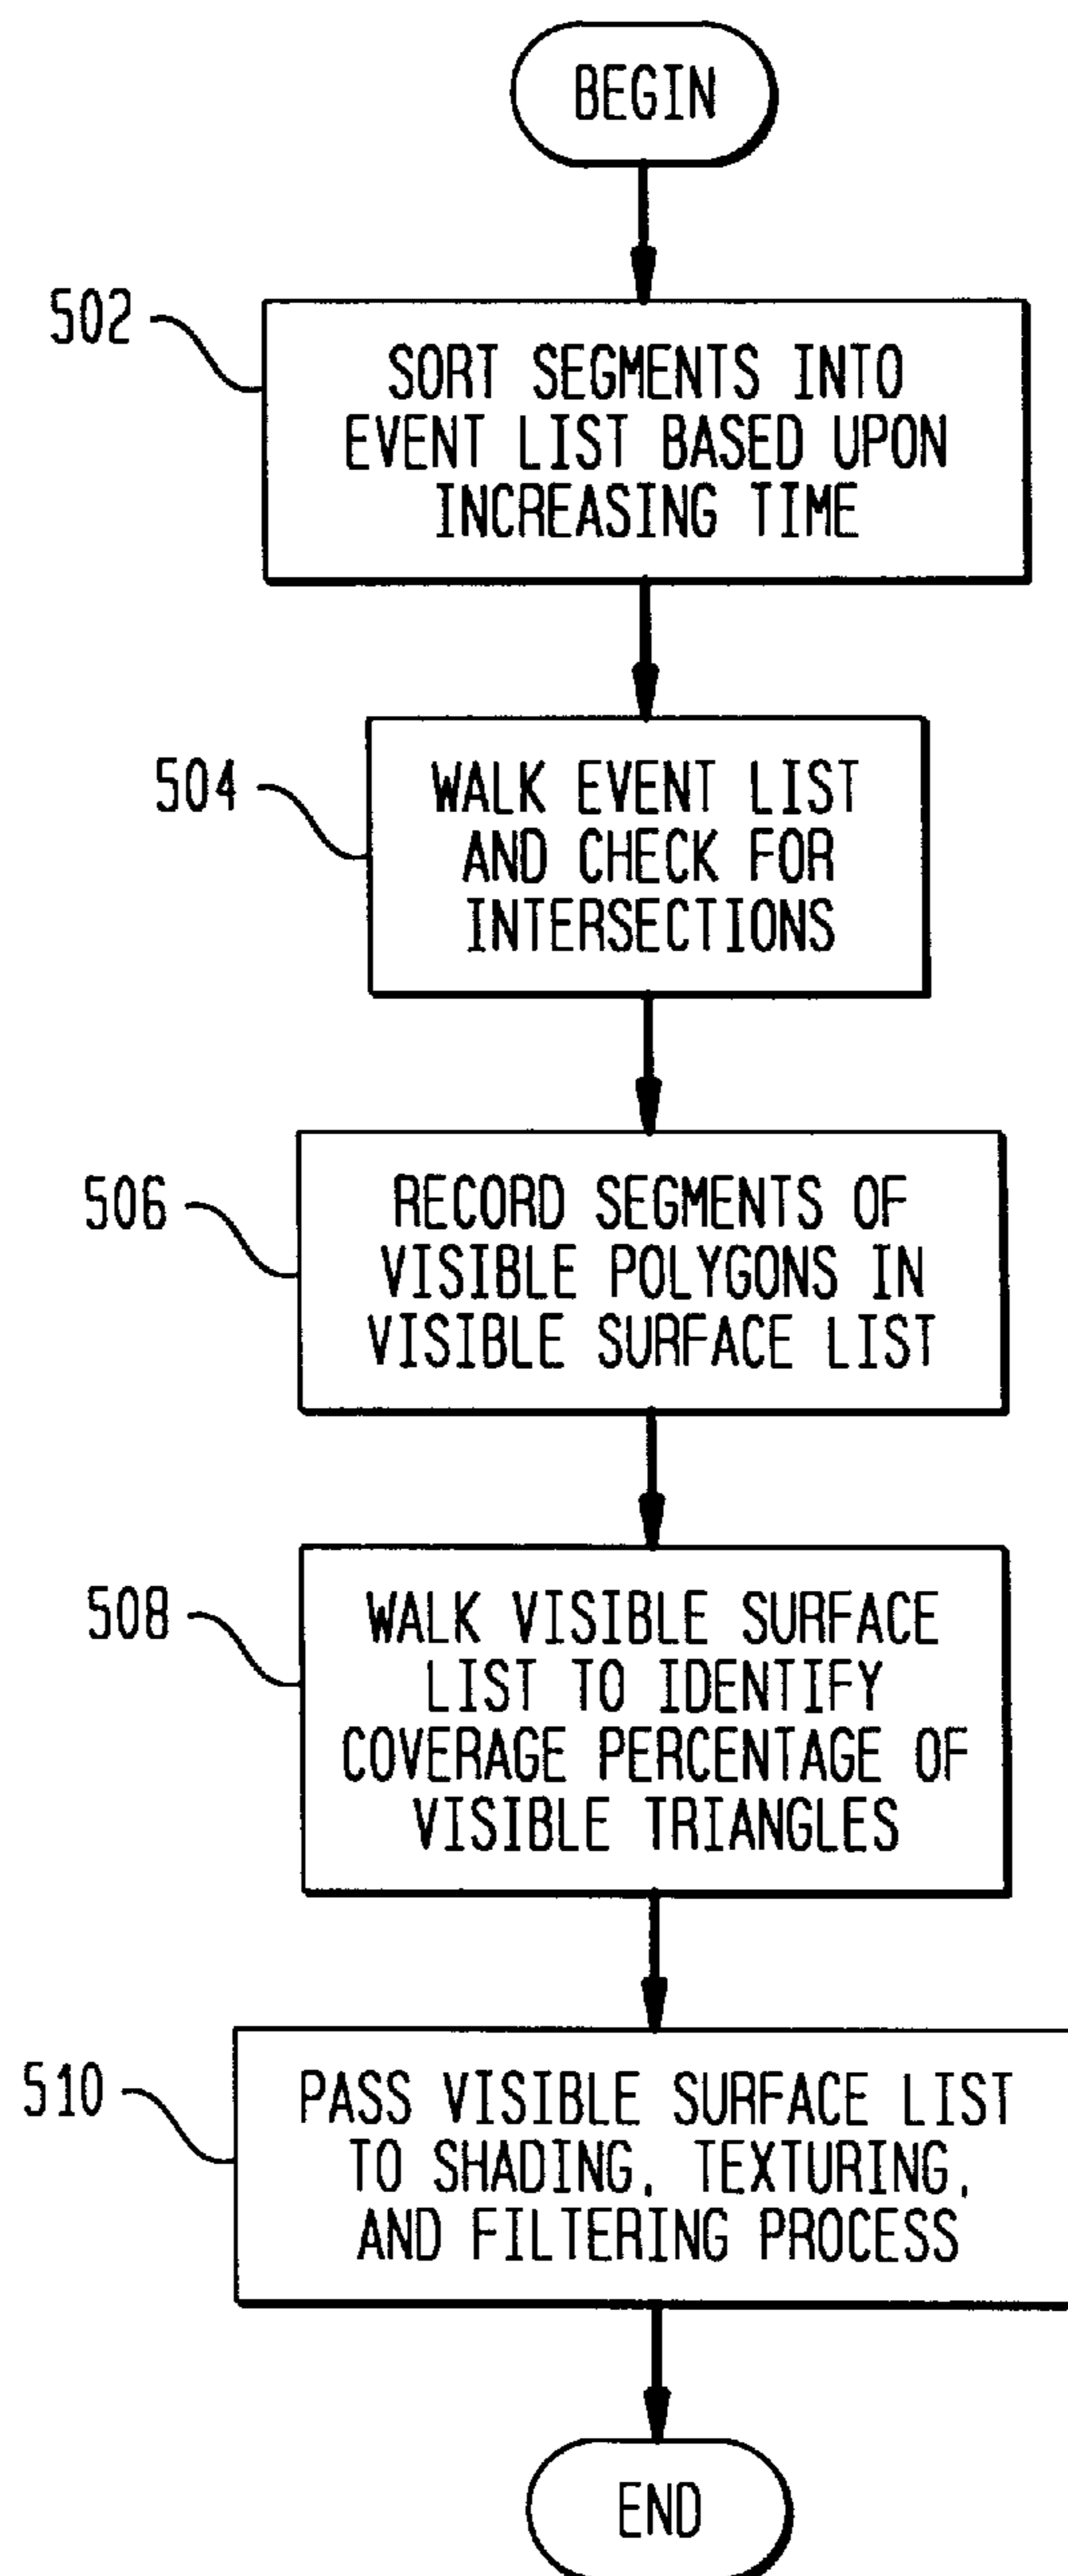 BEGIN
502
SORT SEGMENTS INTO
EVENT LIST BASED UPON
INCREASING TIME
504
WALK EVENT LIST
AND CHECK FOR
INTERSECTIONS
506
RECORD SEGMENTS OF
VISIBLE POLYGONS IN
VISIBLE SURFACE LIST
508
WALK VISIBLE SURFACE
LIST TO IDENTIFY
COVERAGE PERCENTAGE OF
VISIBLE TRIANGLES
510
PASS VISIBLE SURFACE LIST
TO SHADING, TEXTURING,
AND FILTERING PROCESS
END